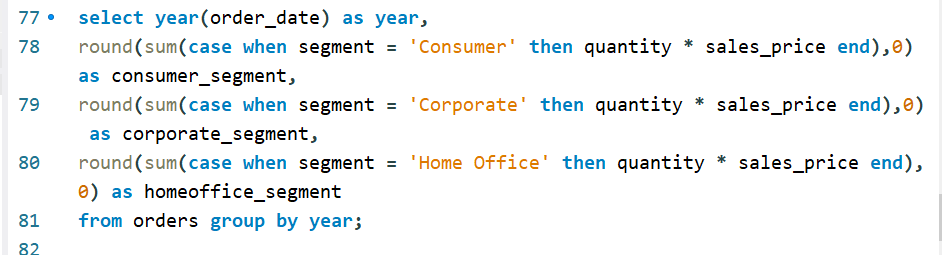 77 select year(order_date) as year,
78 round(sum(case when segment = 'Consumer' then quantity * sales_price end),0)
as consumer_segment,
79 round(sum(case when segment = 'Corporate' then quantity * sales_price end),0)
as corporate_segment,
80 round(sum(case when segment = 'Home Office' then quantity * sales_price end),
0) as homeoffice_segment
81 from orders group by year;
82